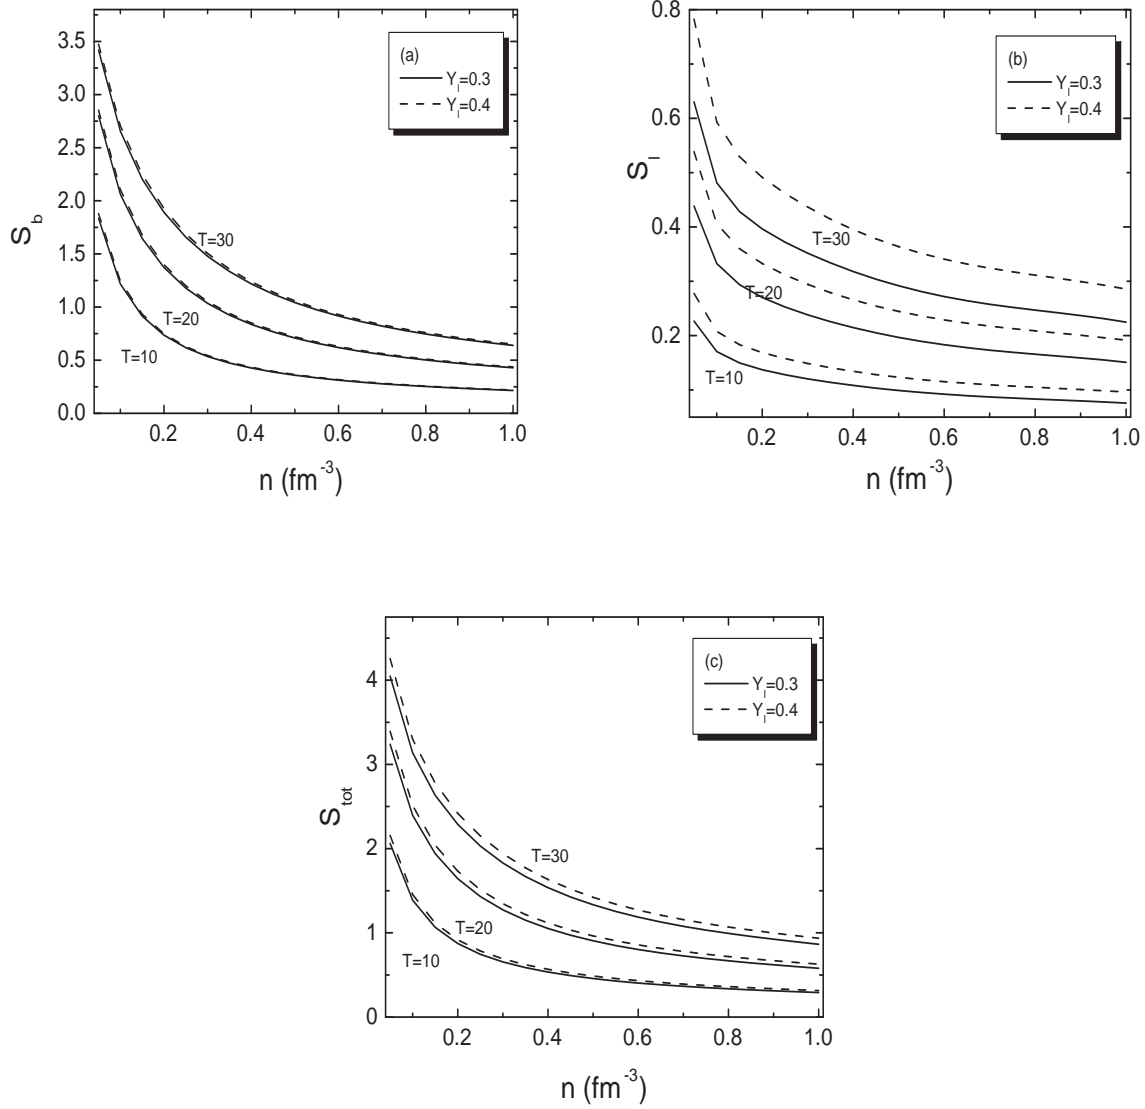 (a)
Y_l=0.3
Y_l=0.4
3.5
3.0
2.5
2.0
1.5
1.0
0.5
0.0
S_b
T=30
T=20
T=10
0.2 0.4 0.6 0.8 1.0
n (fm^-3)
(b)
Y_l=0.3
Y_l=0.4
0.8
0.6
0.4
0.2
S_l
T=30
T=20
T=10
0.2 0.4 0.6 0.8 1.0
n (fm^-3)
(c)
Y_l=0.3
Y_l=0.4
4
3
2
1
0
S_tot
T=30
T=20
T=10
0.2 0.4 0.6 0.8 1.0
n (fm^-3)